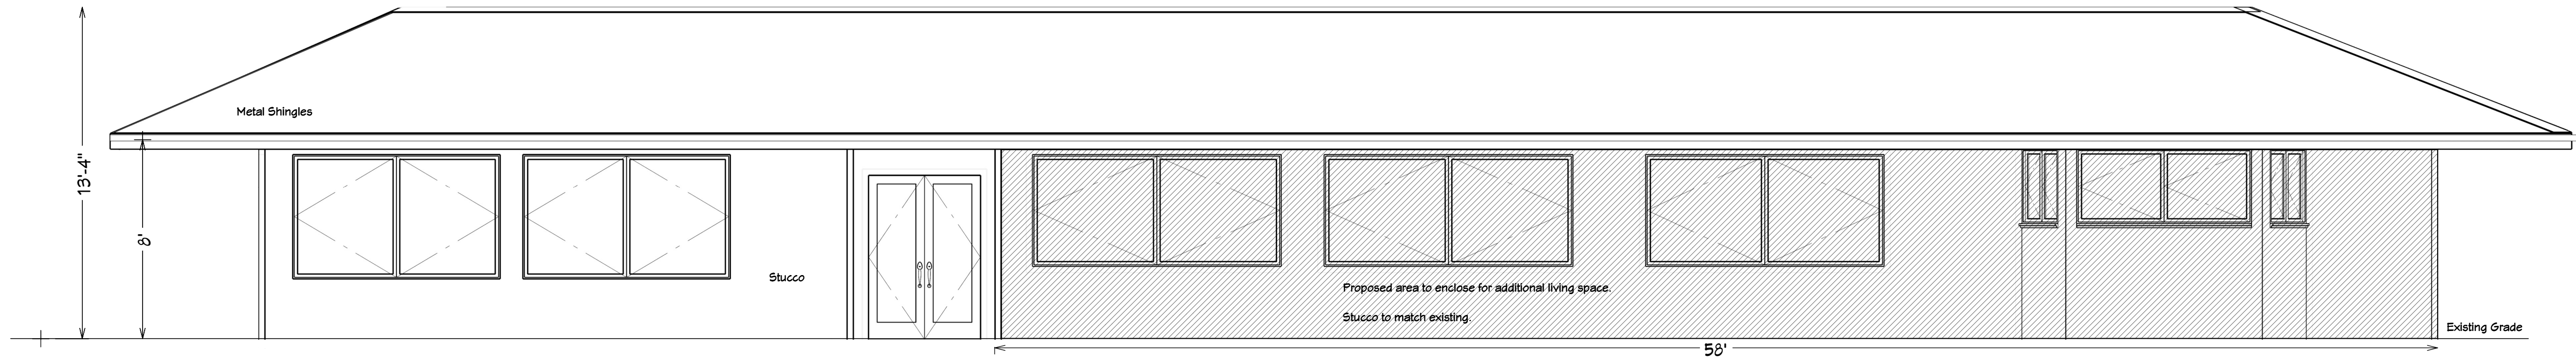 Metal Shingles
13'-4"
8'
Stucco
Proposed area to enclose for additional living space.
Stucco to match existing.
Existing Grade
58'